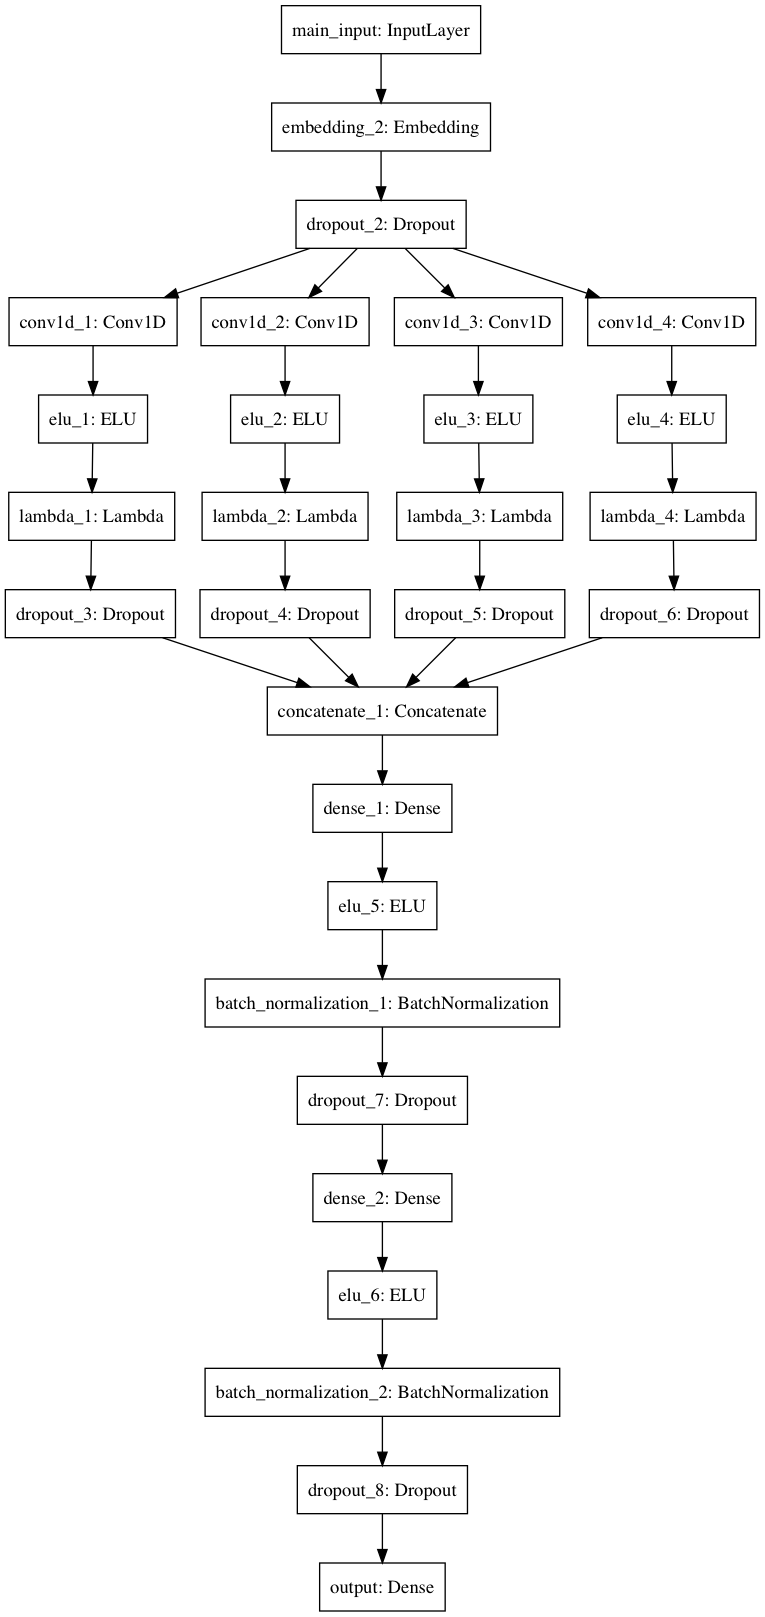 main_input: InputLayer
embedding_2: Embedding
dropout_2: Dropout
conv1d_1: Conv1D
conv1d_2: Conv1D
conv1d_3: Conv1D
conv1d_4: Conv1D
elu_1: ELU
elu_2: ELU
elu_3: ELU
elu_4: ELU
lambda_1: Lambda
lambda_2: Lambda
lambda_3: Lambda
lambda_4: Lambda
dropout_3: Dropout
dropout_4: Dropout
dropout_5: Dropout
dropout_6: Dropout
concatenate_1: Concatenate
dense_1: Dense
elu_5: ELU
batch_normalization_1: BatchNormalization
dropout_7: Dropout
dense_2: Dense
elu_6: ELU
batch_normalization_2: BatchNormalization
dropout_8: Dropout
output: Dense